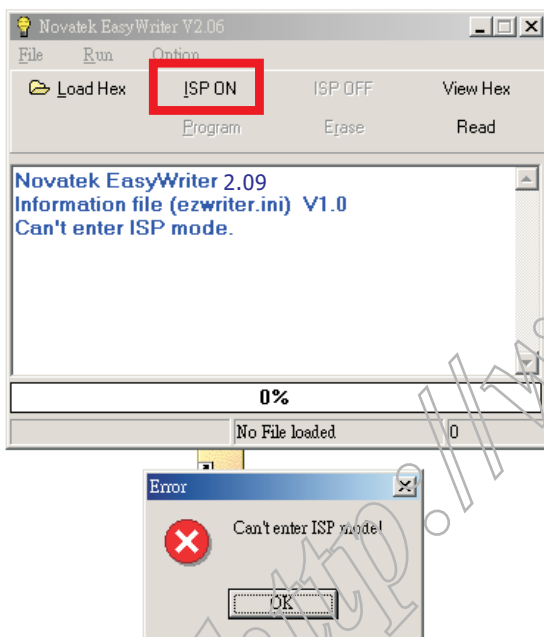 Novatek EasyWriter V2.06
File Run Option
Load Hex ISP ON ISP OFF View Hex
Program Erase Read
Novatek EasyWriter 2.09
Information file (ezwriter.ini) V1.0
Can't enter ISP mode.
0%
No File loaded 0
Error
Can't enter ISP mode!
OK
http://